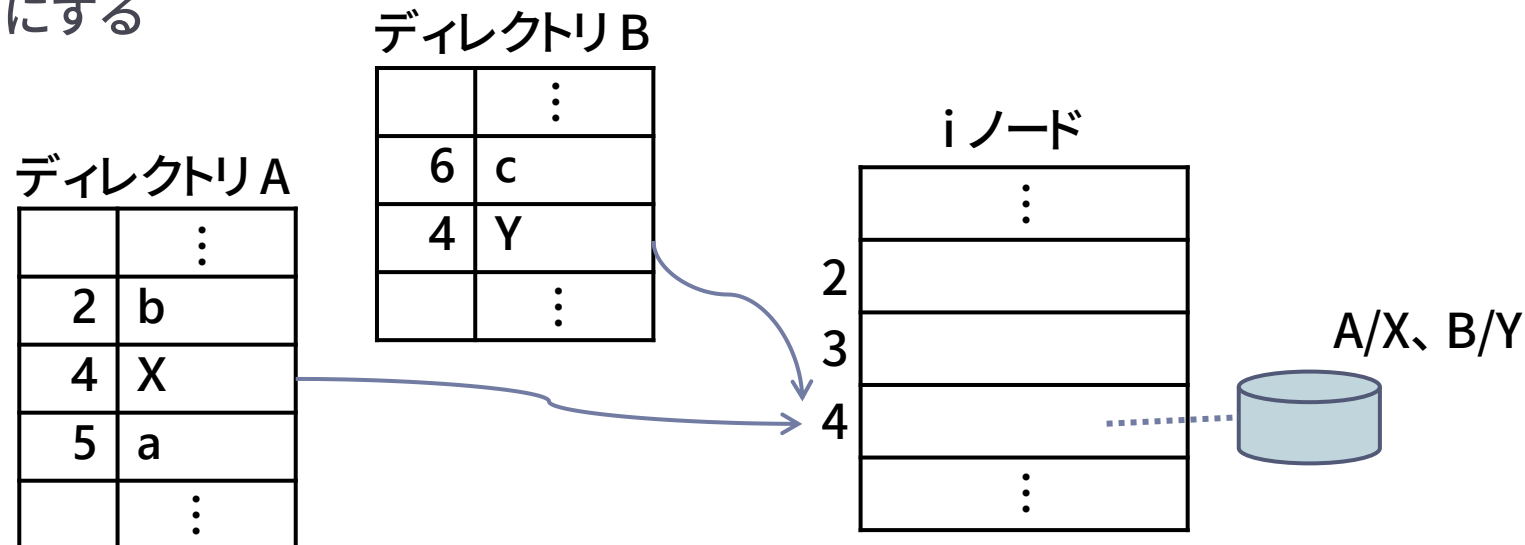 にする
ディレクトリ B
⋮
6 c
4 Y
⋮
ディレクトリ A
⋮
2 b
4 X
5 a
⋮
i ノード
⋮
2
3
4
⋮
A/X、B/Y